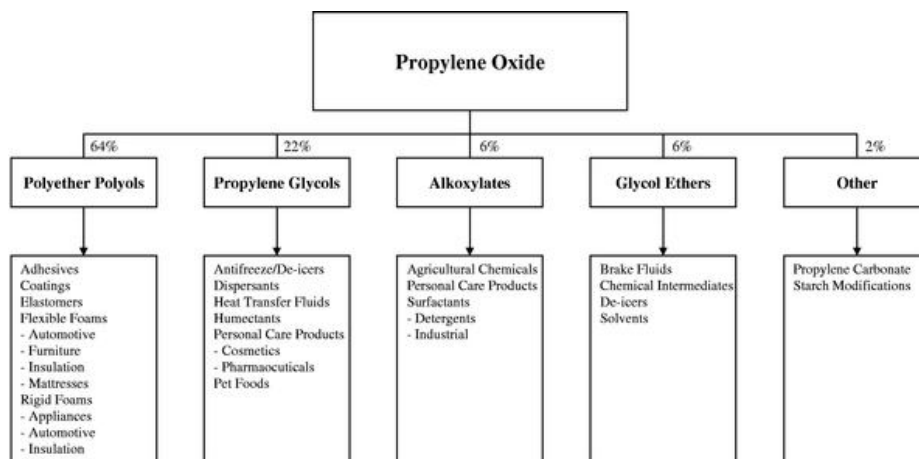 Propylene Oxide
64%
22%
6%
6%
2%
Polyether Polyols
Propylene Glycols
Alkoxylates
Glycol Ethers
Other
Adhesives
Coatings
Elastomers
Flexible Foams
- Automotive
- Furniture
- Insulation
- Mattresses
Rigid Foams
- Appliances
- Automotive
- Insulation
Antifreeze/De-icers
Dispersants
Heat Transfer Fluids
Humectants
Personal Care Products
- Cosmetics
- Pharmaocuticals
Pet Foods
Agricultural Chemicals
Personal Care Products
Surfactants
- Detergents
- Industrial
Brake Fluids
Chemical Intermediates
De-icers
Solvents
Propylene Carbonate
Starch Modifications